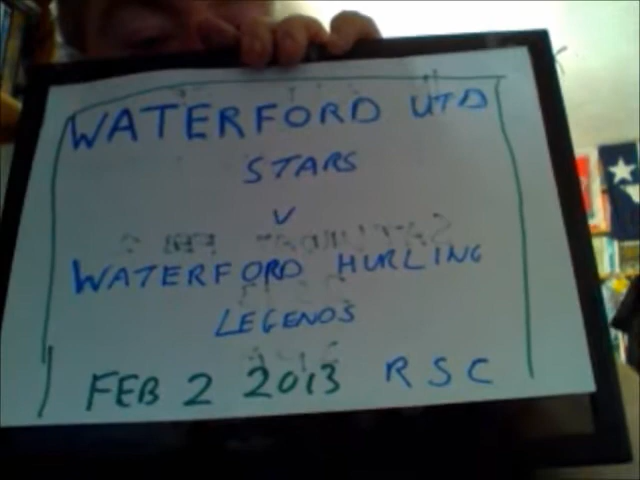 WATERFORD UTD
STARS
V
WATERFORD HURLING
LEGENDS
FEB 2 2013 RSC